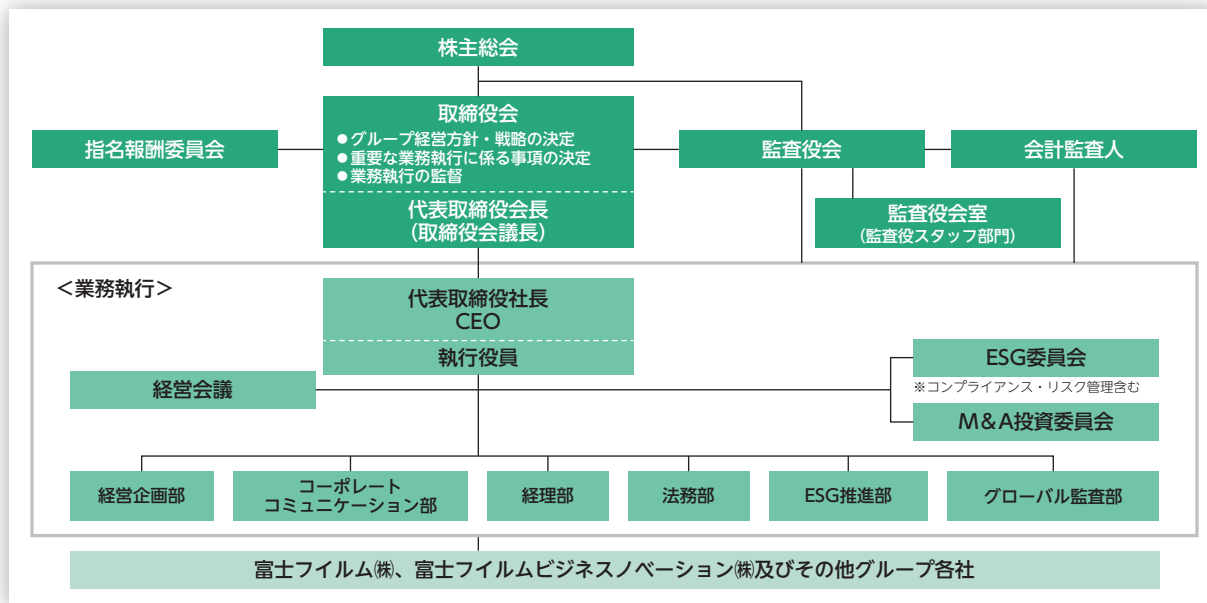 株主総会
取締役会
●グループ経営方針・戦略の決定
●重要な業務執行に係る事項の決定
●業務執行の監督
代表取締役会長
(取締役会議長)
指名報酬委員会
監査役会
会計監査人
監査役会室
(監査役スタッフ部門)
＜業務執行＞
代表取締役社長
CEO
執行役員
経営会議
ESG委員会
※コンプライアンス・リスク管理含む
M&A投資委員会
経営企画部
コーポレート
コミュニケーション部
経理部
法務部
ESG推進部
グローバル監査部
富士フイルム㈱、富士フイルムビジネスノベーション㈱及びその他グループ各社